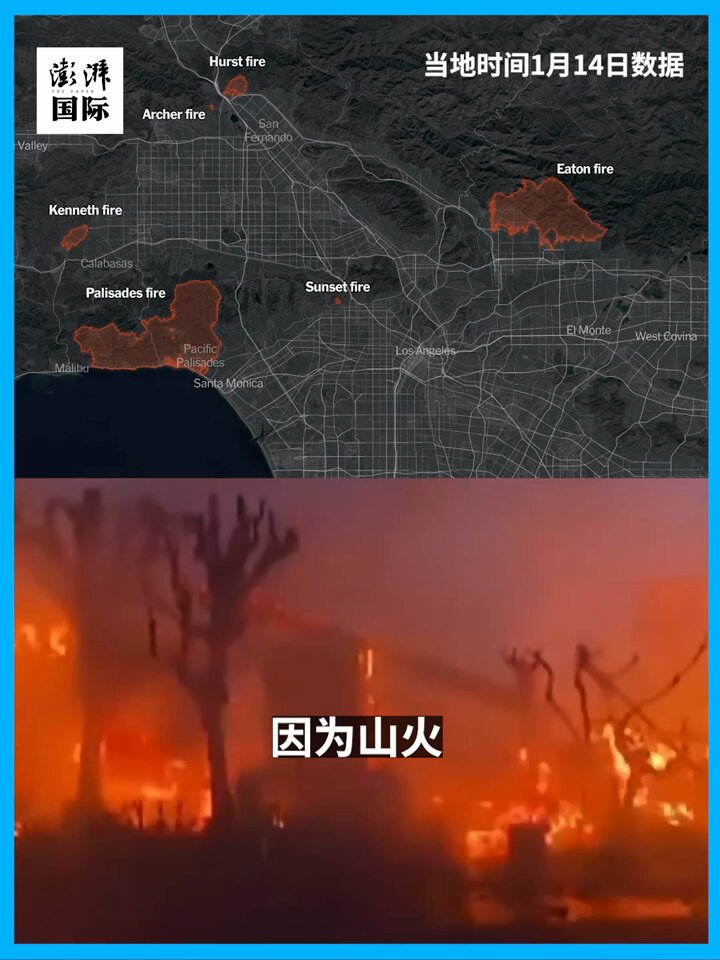 澎湃
THE PAPER
国际
当地时间1月14日数据
Hurst fire
Archer fire
San
Fernando
Valley
Eaton fire
Kenneth fire
Calabasas
Palisades fire
Sunset fire
El Monte
West Covina
Pacific
Palisades
Los Angeles
Malibu
Santa Monica
因为山火